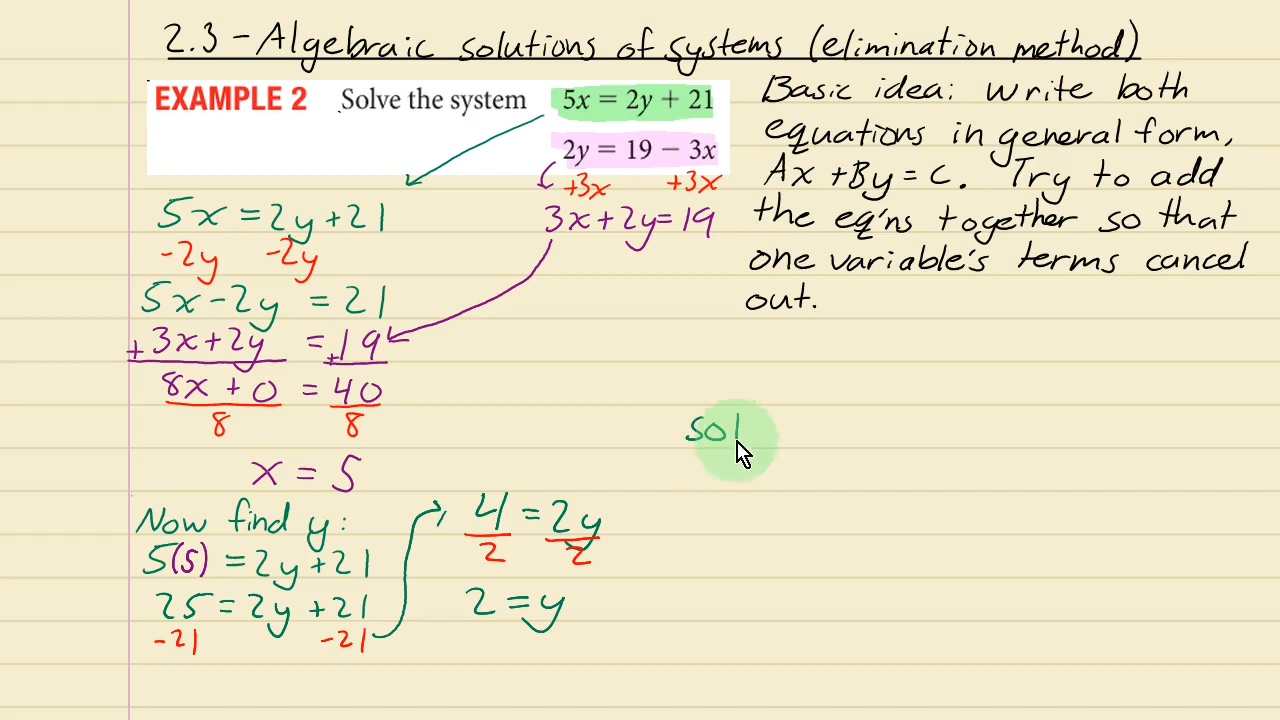 2.3 - Algebraic solutions of systems (elimination method)
EXAMPLE 2 Solve the system 5x = 2y + 21
2y = 19 − 3x
+3x +3x
3x + 2y = 19
Basic idea: write both
equations in general form,
Ax + By = C. Try to add
the eq'ns together so that
one variable's terms cancel
out.
5x = 2y + 21
-2y -2y
5x - 2y = 21
+3x + 2y = +19
8x + 0 = 40
8 8
x = 5
Now find y:
5(5) = 2y + 21
25 = 2y + 21
-21 -21
4 = 2y
2 2
2 = y
sol